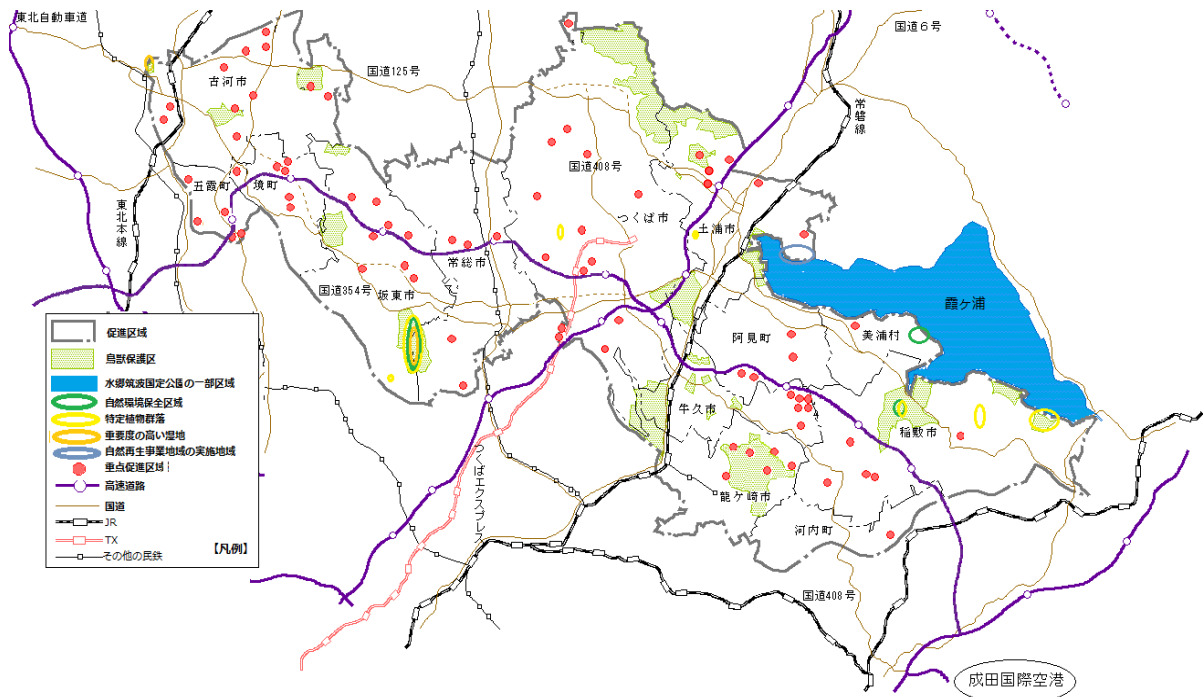 東北自動車道
国道6号
古河市
国道125号
常磐線
国道408号
五霞町
境町
つくば市
土浦市
東北本線
常総市
国道354号
坂東市
霞ヶ浦
阿見町
美浦村
牛久市
稲敷市
つくばエクスプレス
龍ケ崎市
河内町
国道408号
成田国際空港
促進区域
鳥獣保護区
水郷筑波国定公園の一部区域
自然環境保全区域
特定植物群落
重要度の高い湿地
自然再生事業地域の実施地域
重点促進区域
高速道路
国道
JR
TX
その他の民鉄
【凡例】